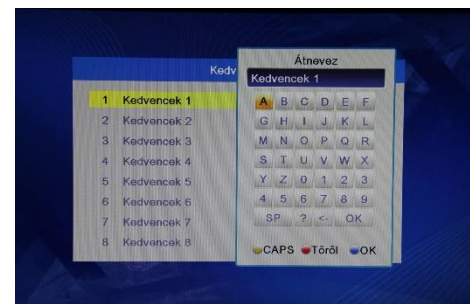 Kedv
1 Kedvencek 1
2 Kedvencek 2
3 Kedvencek 3
4 Kedvencek 4
5 Kedvencek 5
6 Kedvencek 6
7 Kedvencek 7
8 Kedvencek 8
Átnevez
Kedvencek 1
A B C D E F
G H I J K L
M N O P Q R
S T U V W X
Y Z 0 1 2 3
4 5 6 7 8 9
SP ? <- OK
CAPS Töröl OK